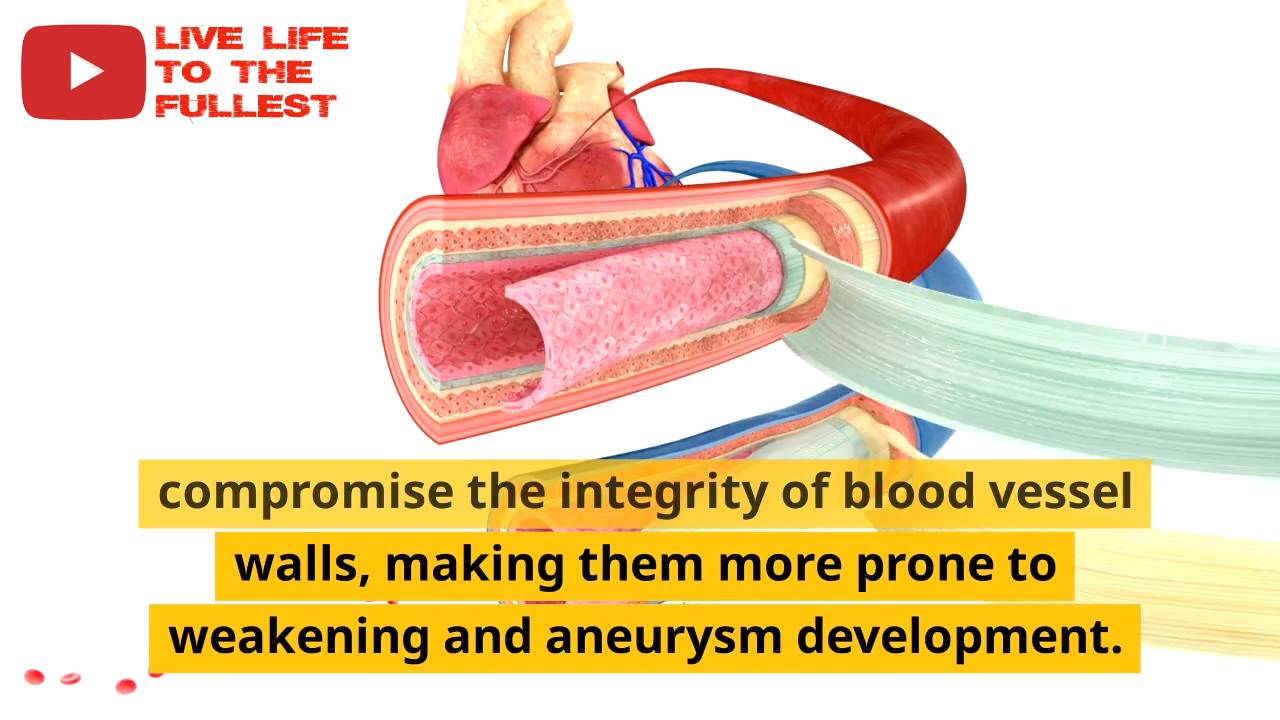 LIVE LIFE
TO THE
FULLEST
compromise the integrity of blood vessel
walls, making them more prone to
weakening and aneurysm development.